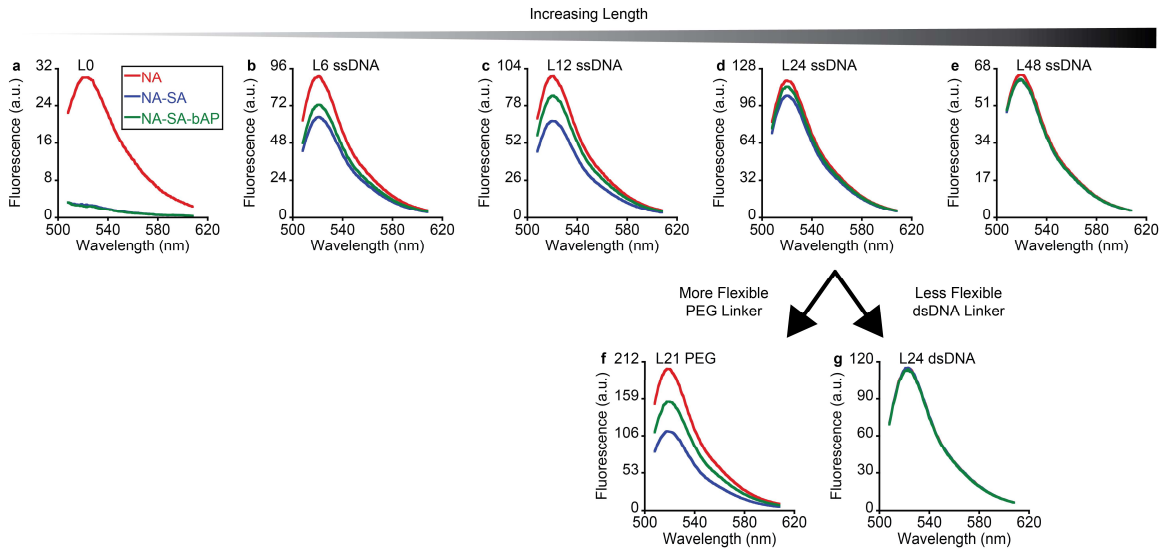 Increasing Length
a L0
32
24
16
8
0
500 540 580 620
Wavelength (nm)
Fluorescence (a.u.)
NA
NA-SA
NA-SA-bAP
b L6 ssDNA
96
72
48
24
0
500 540 580 620
Wavelength (nm)
Fluorescence (a.u.)
c L12 ssDNA
104
78
52
26
0
500 540 580 620
Wavelength (nm)
Fluorescence (a.u.)
d L24 ssDNA
128
96
64
32
0
500 540 580 620
Wavelength (nm)
Fluorescence (a.u.)
e L48 ssDNA
68
51
34
17
0
500 540 580 620
Wavelength (nm)
Fluorescence (a.u.)
More Flexible
PEG Linker
Less Flexible
dsDNA Linker
f L21 PEG
212
159
106
53
0
500 540 580 620
Wavelength (nm)
Fluorescence (a.u.)
g L24 dsDNA
120
90
60
30
0
500 540 580 620
Wavelength (nm)
Fluorescence (a.u.)